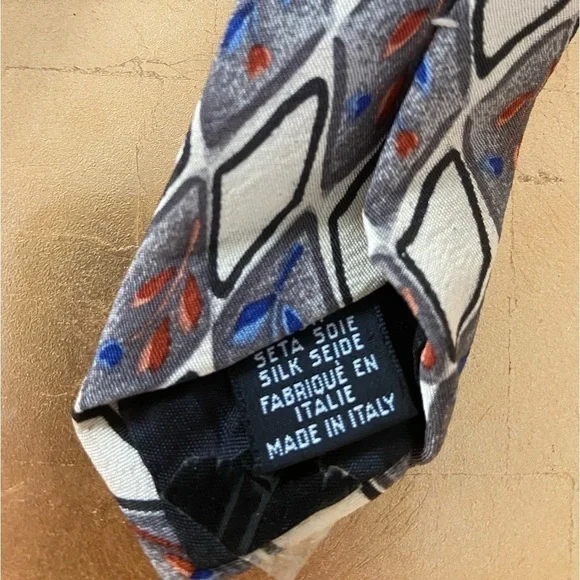 SETA SOIE
SILK SEIDE
FABRIQUÉ EN
ITALIE
MADE IN ITALY